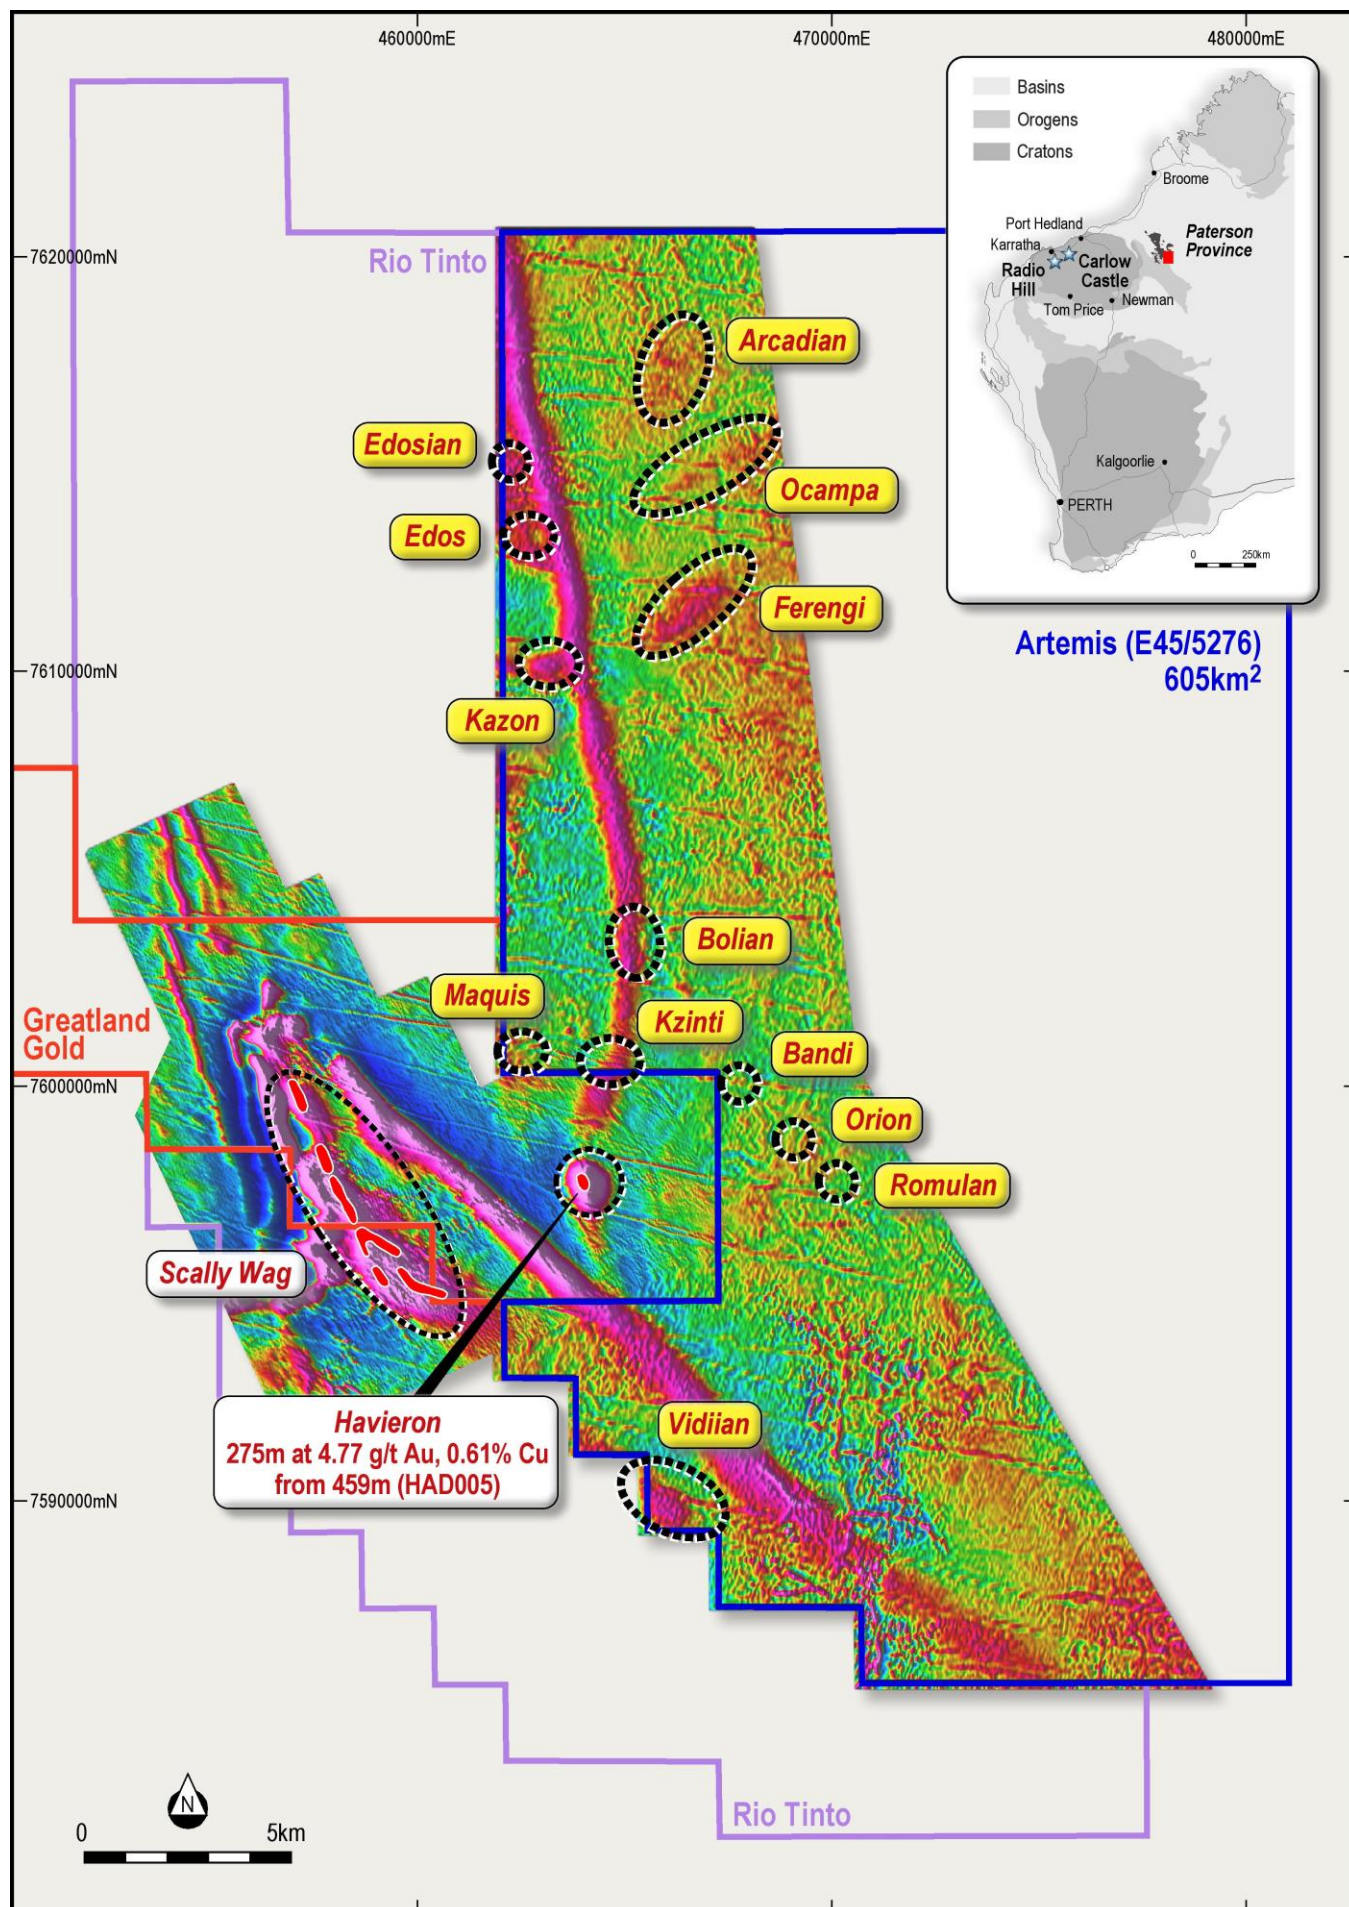 460000mE
470000mE
480000mE
Basins
Orogens
Cratons
Broome
Port Hedland
Karratha
Paterson
Province
Radio
Hill
Carlow
Castle
Tom Price
Newman
Kalgoorlie
PERTH
0
250km
7620000mN
Rio Tinto
Arcadian
Edosian
Ocampa
Edos
Ferengi
Artemis (E45/5276)
605km²
7610000mN
Kazon
Bolian
Maquis
Kzinti
Greatland
Gold
Bandi
7600000mN
Orion
Romulan
Scally Wag
Havieron
275m at 4.77 g/t Au, 0.61% Cu
from 459m (HAD005)
Vidiian
7590000mN
N
Rio Tinto
0
5km